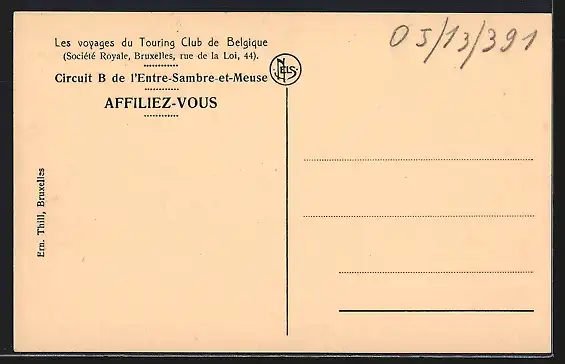 Les voyages du Touring Club de Belgique
(Société Royale, Bruxelles, rue de la Loi, 44).
Circuit B de l'Entre-Sambre-et-Meuse
AFFILIEZ-VOUS
NELS
05/13/391
Ern. Thill, Bruxelles